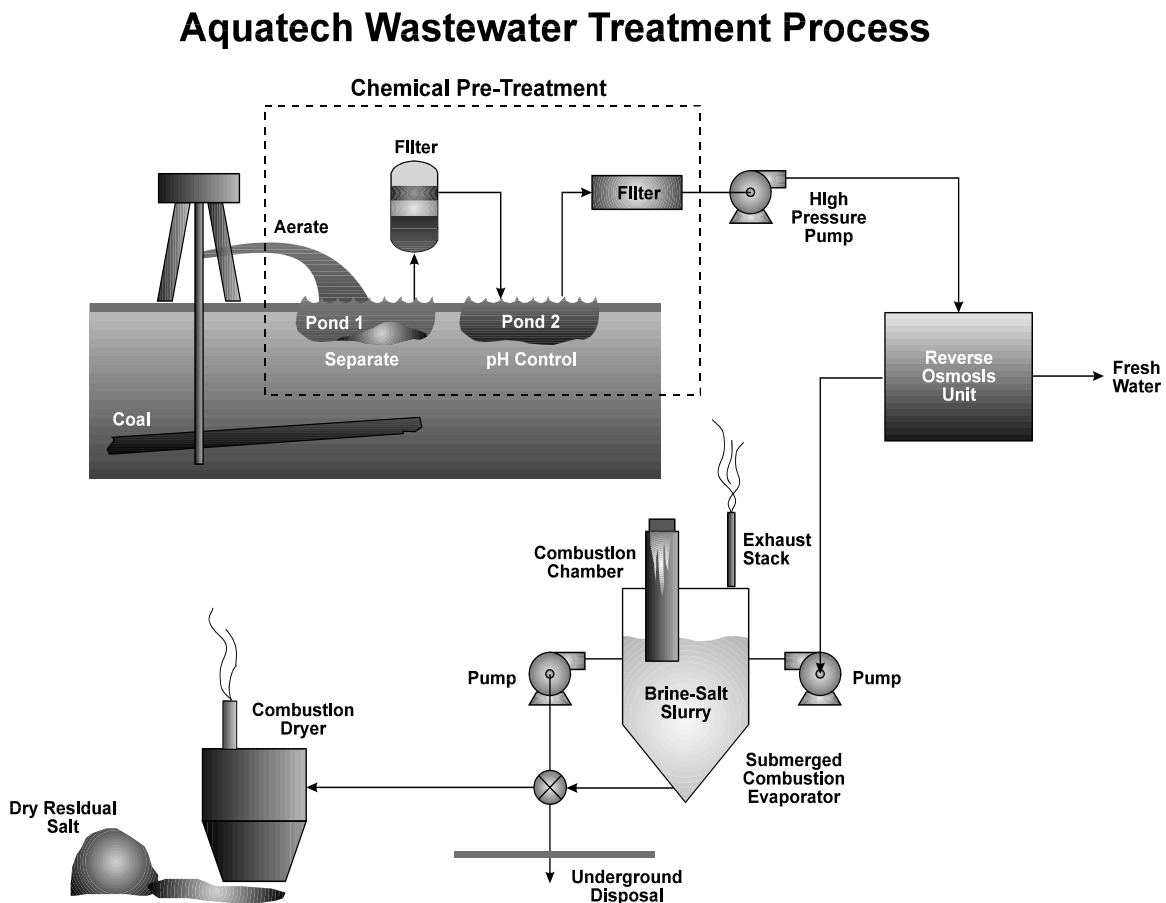 Aquatech Wastewater Treatment Process
Chemical Pre-Treatment
Filter
Filter
High
Pressure
Pump
Aerate
Pond 1
Pond 2
Separate
pH Control
Coal
Reverse
Osmosis
Unit
Fresh
Water
Combustion
Chamber
Exhaust
Stack
Pump
Brine-Salt
Slurry
Pump
Combustion
Dryer
Submerged
Combustion
Evaporator
Dry Residual
Salt
Underground
Disposal